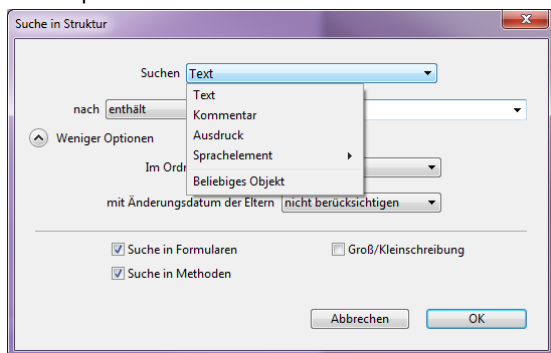 Suche in Struktur
Suchen Text
Text
nach enthält
Kommentar
Ausdruck
Weniger Optionen
Sprachelement
Im Ordn
Beliebiges Objekt
mit Änderungsdatum der Eltern nicht berücksichtigen
Suche in Formularen Groß/Kleinschreibung
Suche in Methoden
Abbrechen OK